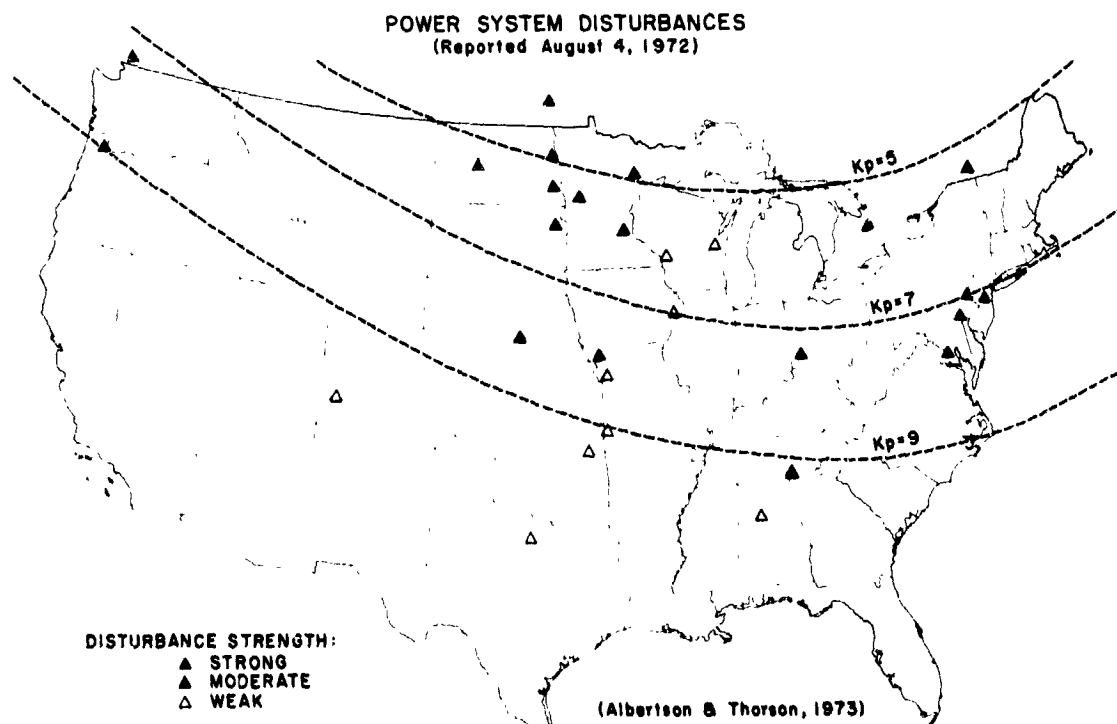 POWER SYSTEM DISTURBANCES
(Reported August 4, 1972)
Kp=5
Kp=7
Kp=9
DISTURBANCE STRENGTH:
▲ STRONG
▲ MODERATE
△ WEAK
(Albertson & Thorson, 1973)